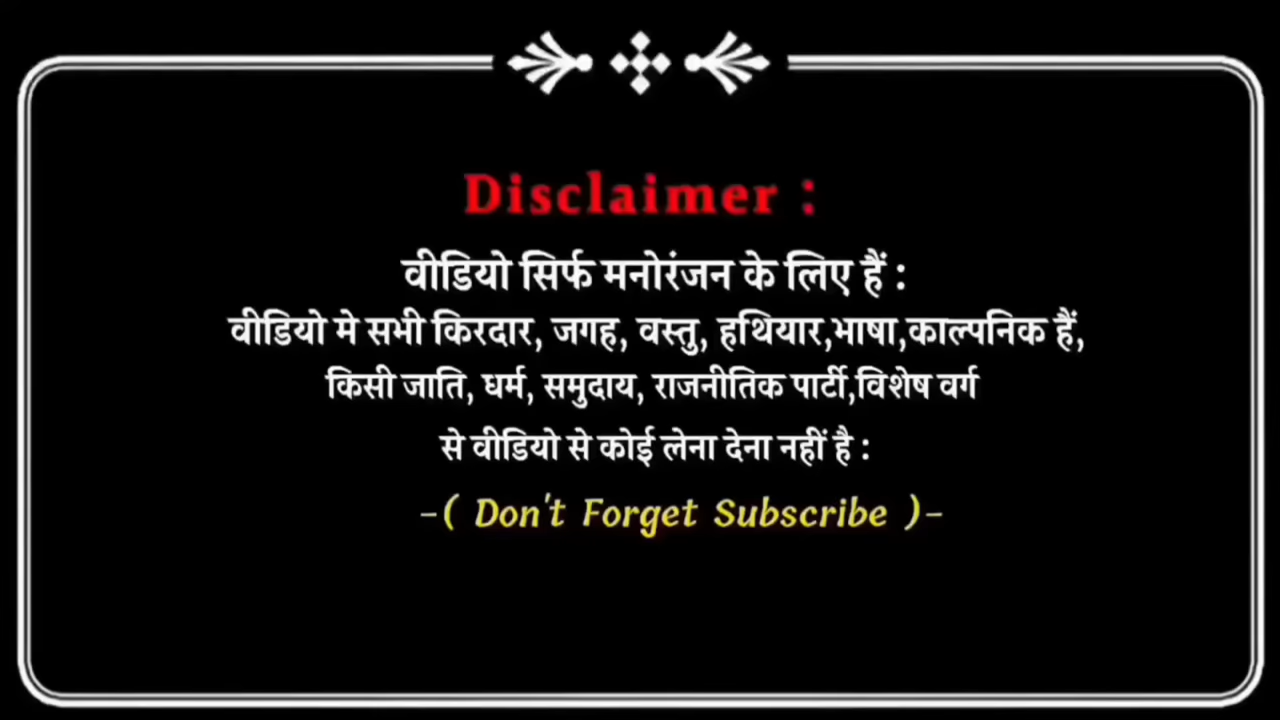 Disclaimer :
वीडियो सिर्फ मनोरंजन के लिए हैं :
वीडियो मे सभी किरदार, जगह, वस्तु, हथियार,भाषा,काल्पनिक हैं,
किसी जाति, धर्म, समुदाय, राजनीतिक पार्टी,विशेष वर्ग
से वीडियो से कोई लेना देना नहीं है :
-( Don't Forget Subscribe )-